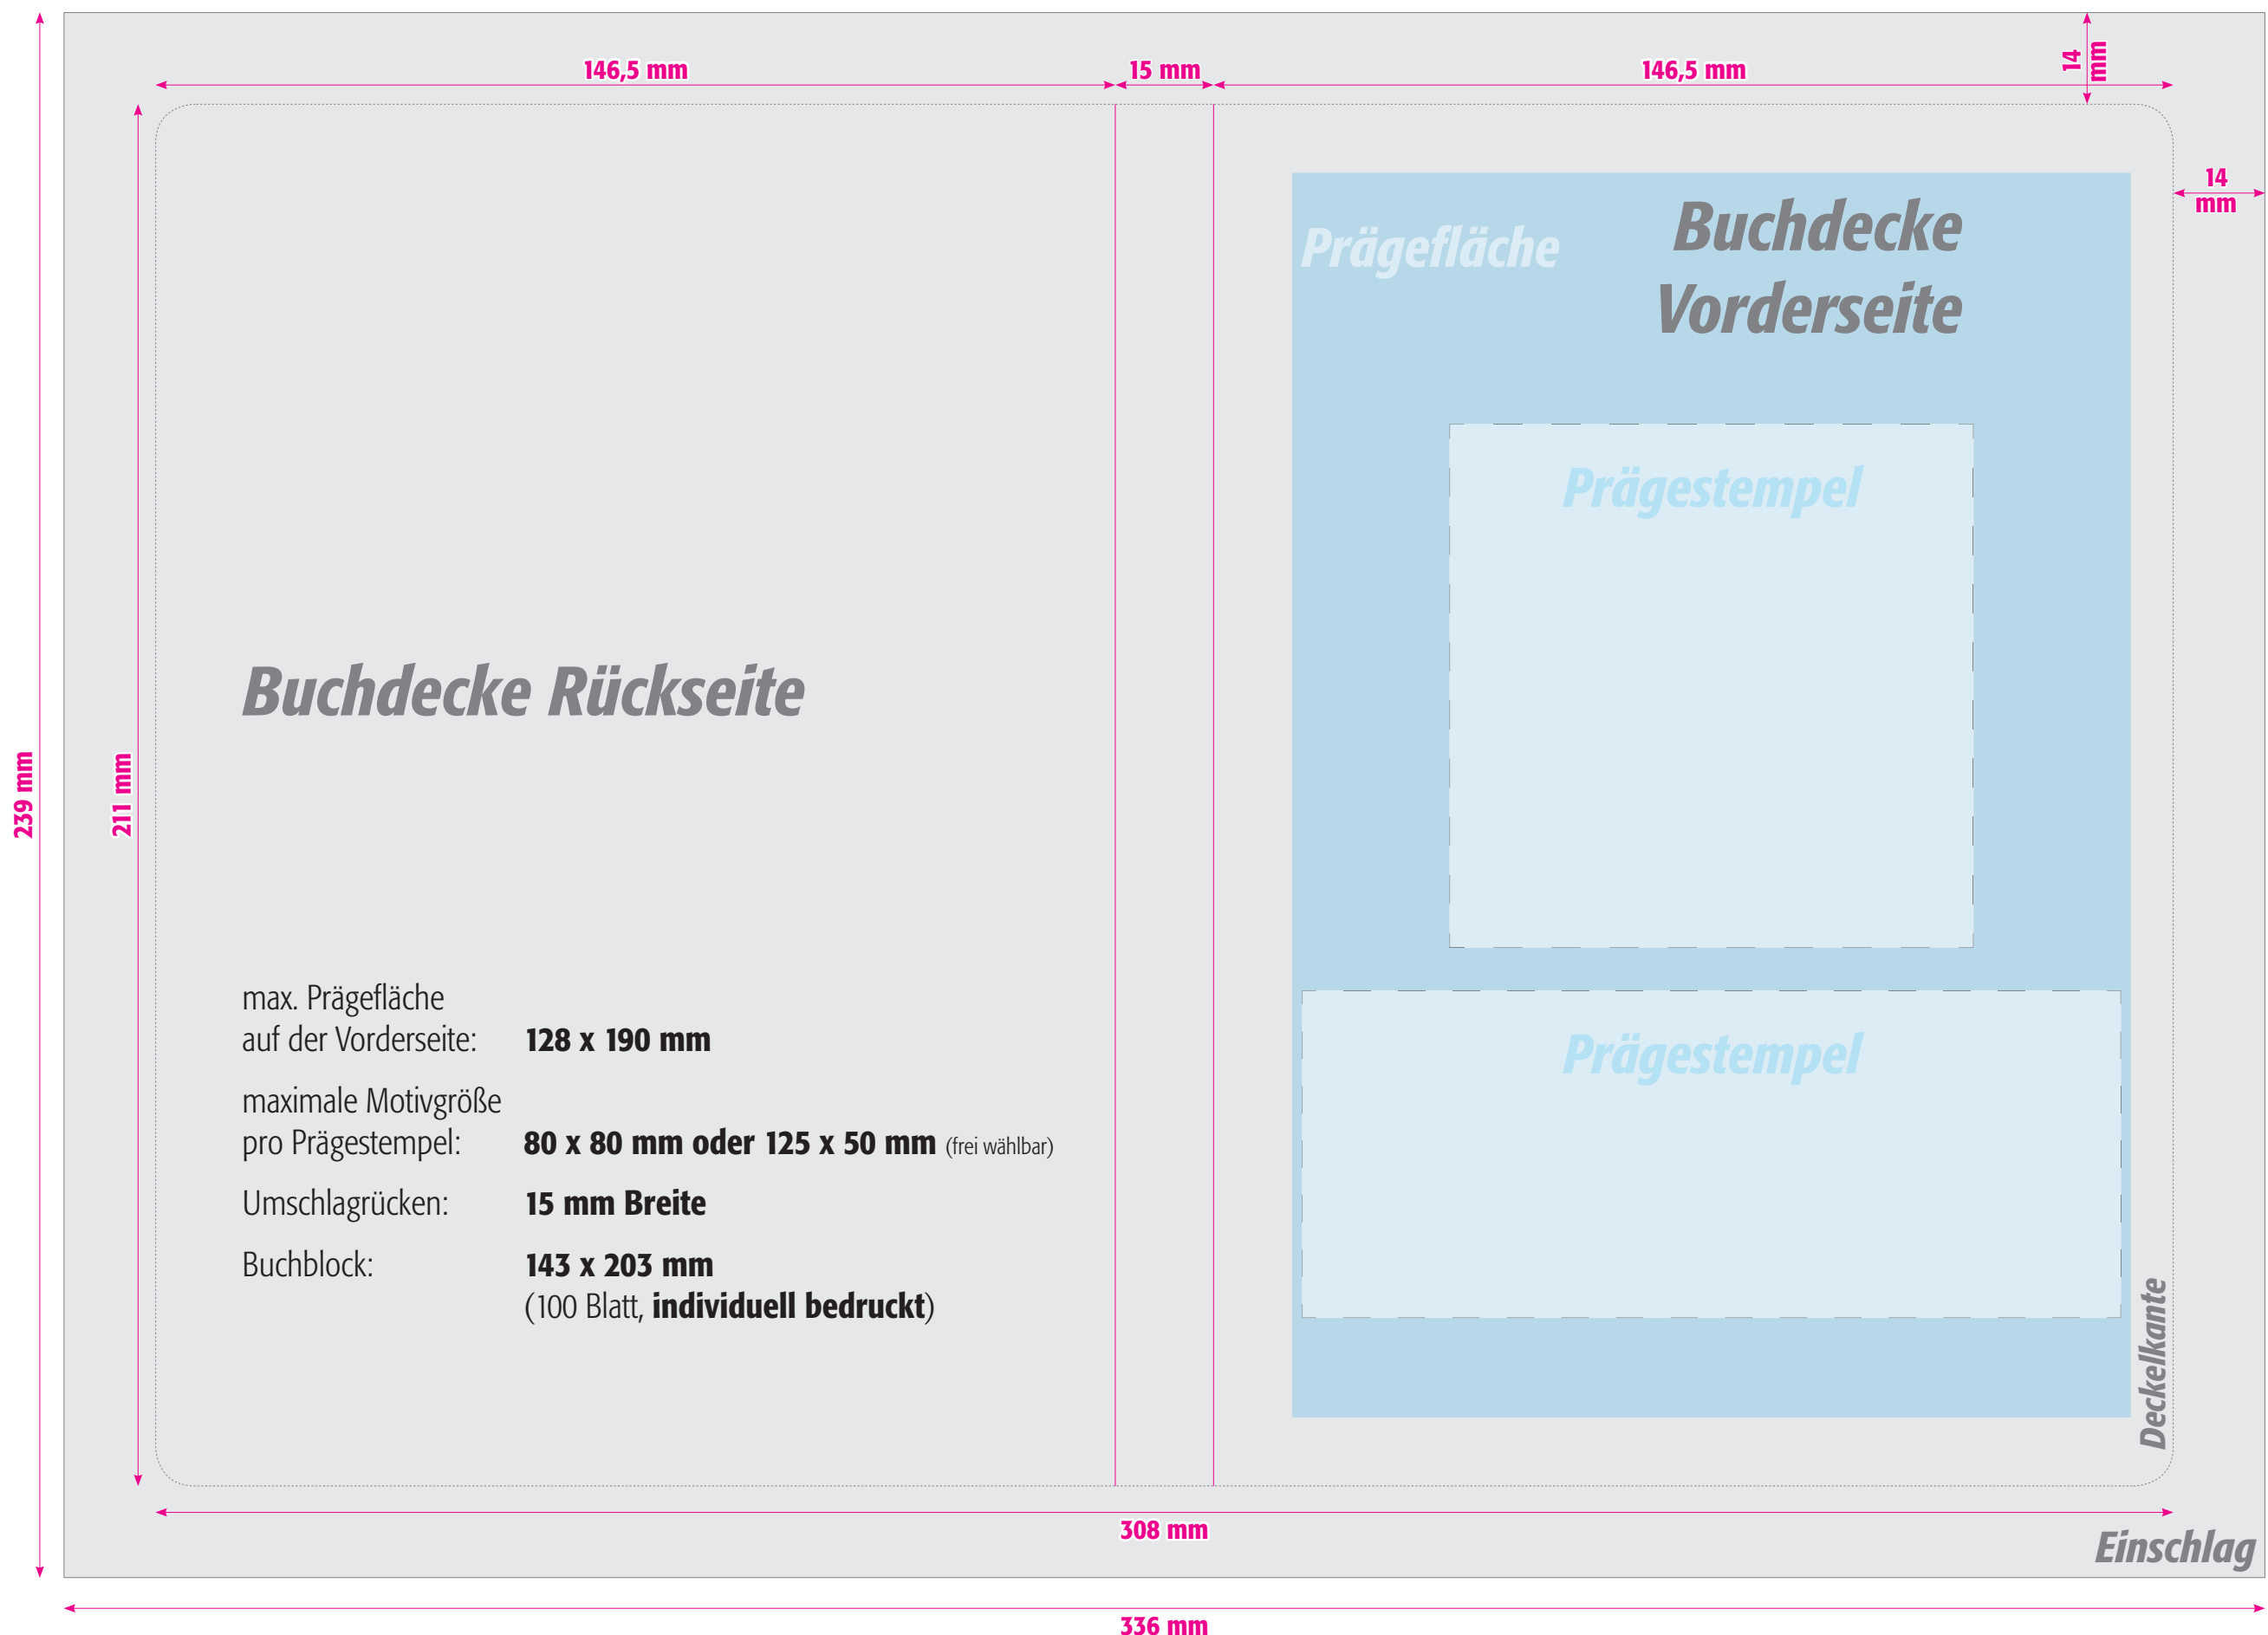 146,5 mm
15 mm
146,5 mm
14
mm
14
mm
Prägefläche
Buchdecke
Vorderseite
Prägestempel
Buchdecke Rückseite
239 mm
211 mm
max. Prägefläche
auf der Vorderseite: 128 x 190 mm
maximale Motivgröße
pro Prägestempel: 80 x 80 mm oder 125 x 50 mm (frei wählbar)
Umschlagrücken: 15 mm Breite
Buchblock: 143 x 203 mm
(100 Blatt, individuell bedruckt)
Prägestempel
Deckelkante
308 mm
Einschlag
336 mm